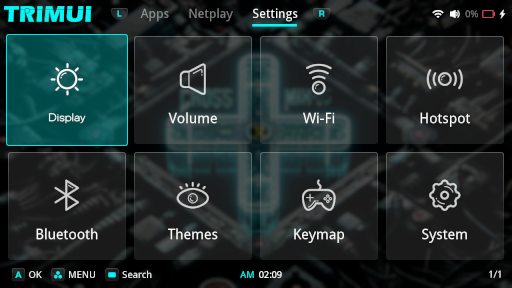 TRIMUI L Apps Netplay Settings R 0%
Display Volume Wi-Fi Hotspot
Bluetooth Themes Keymap System
A OK MENU Search AM 02:09 1/1